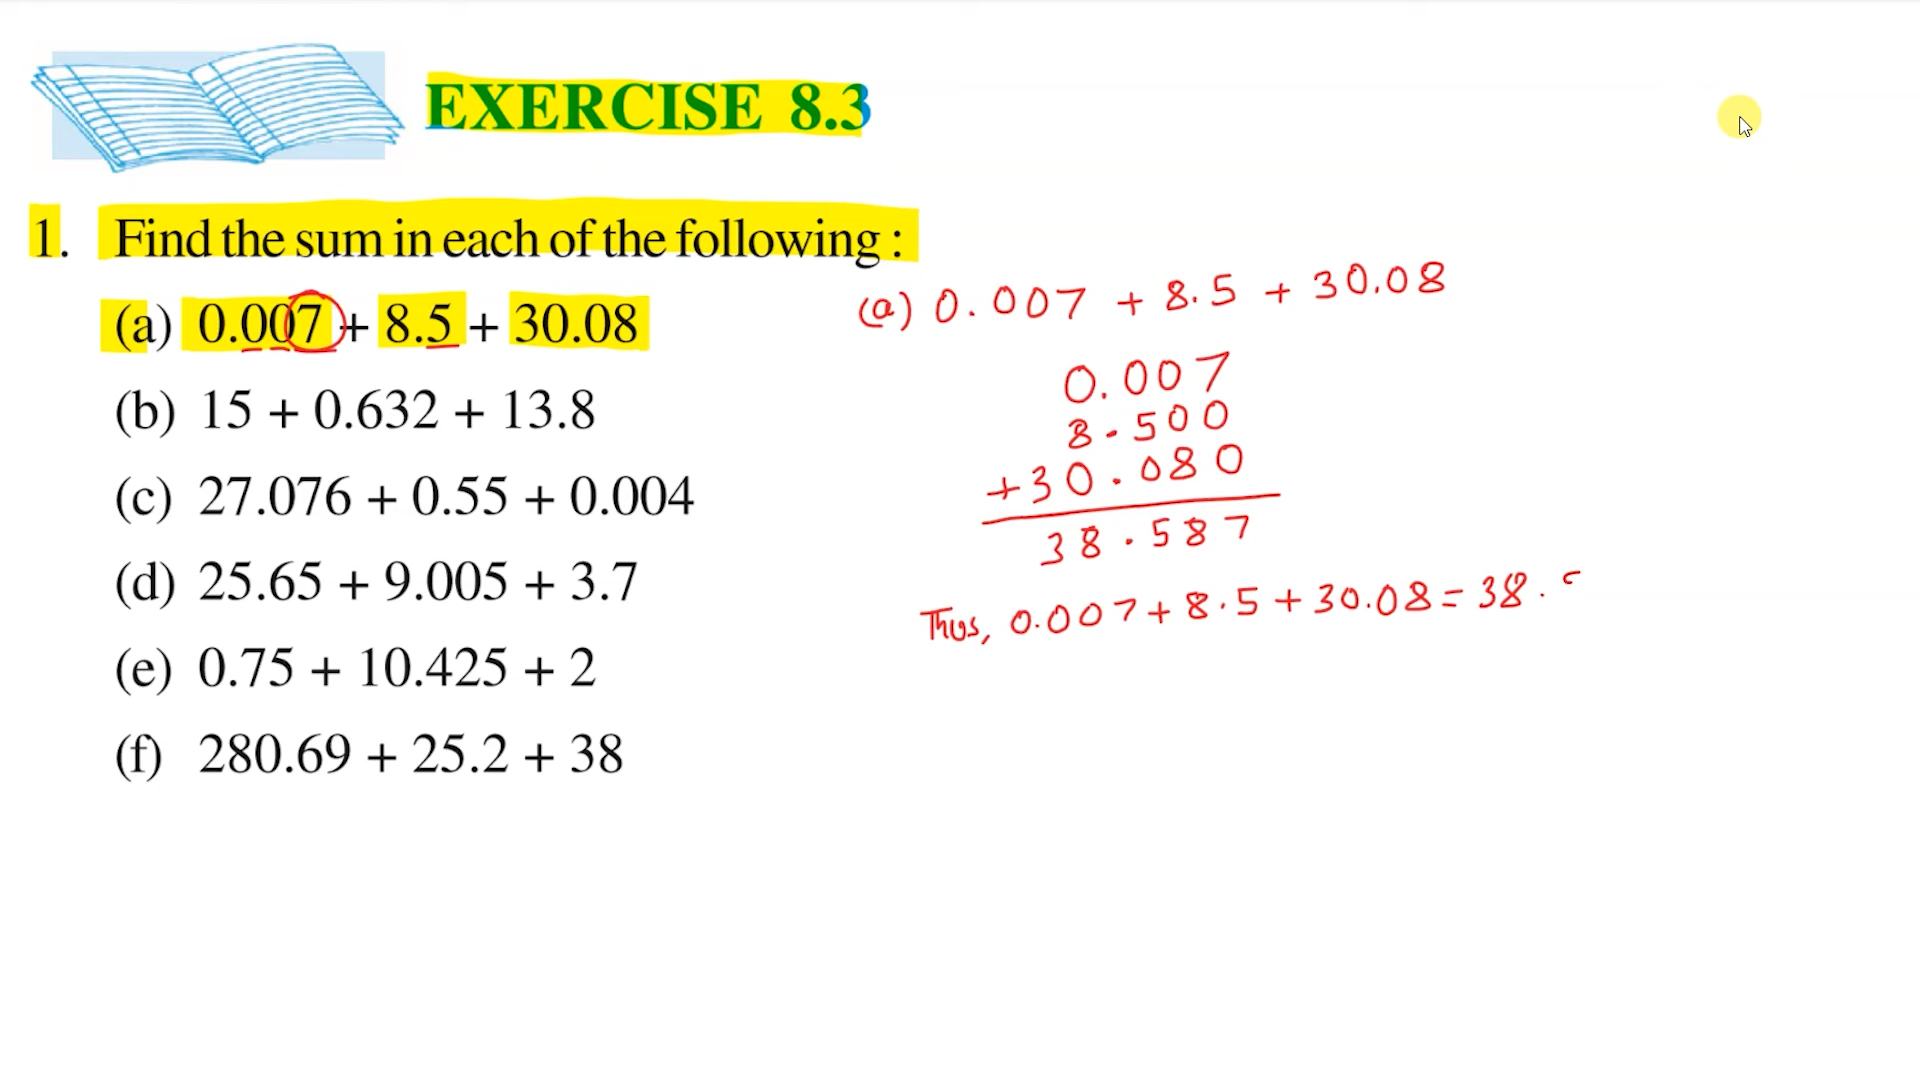 EXERCISE 8.3
1. Find the sum in each of the following :
(a) 0.007 + 8.5 + 30.08
(b) 15 + 0.632 + 13.8
(c) 27.076 + 0.55 + 0.004
(d) 25.65 + 9.005 + 3.7
(e) 0.75 + 10.425 + 2
(f) 280.69 + 25.2 + 38
(a) 0.007 + 8.5 + 30.08
0.007
8.500
+30.080
38.587
Thus, 0.007 + 8.5 + 30.08 = 38.